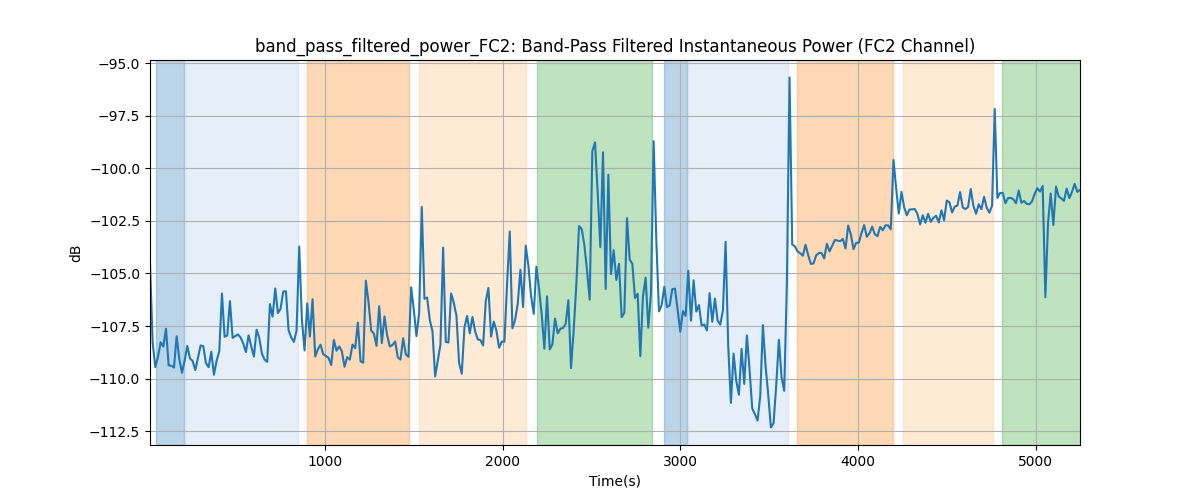 band_pass_filtered_power_FC2: Band-Pass Filtered Instantaneous Power (FC2 Channel)
dB
−95.0
−97.5
−100.0
−102.5
−105.0
−107.5
−110.0
−112.5
1000 2000 3000 4000 5000
Time(s)